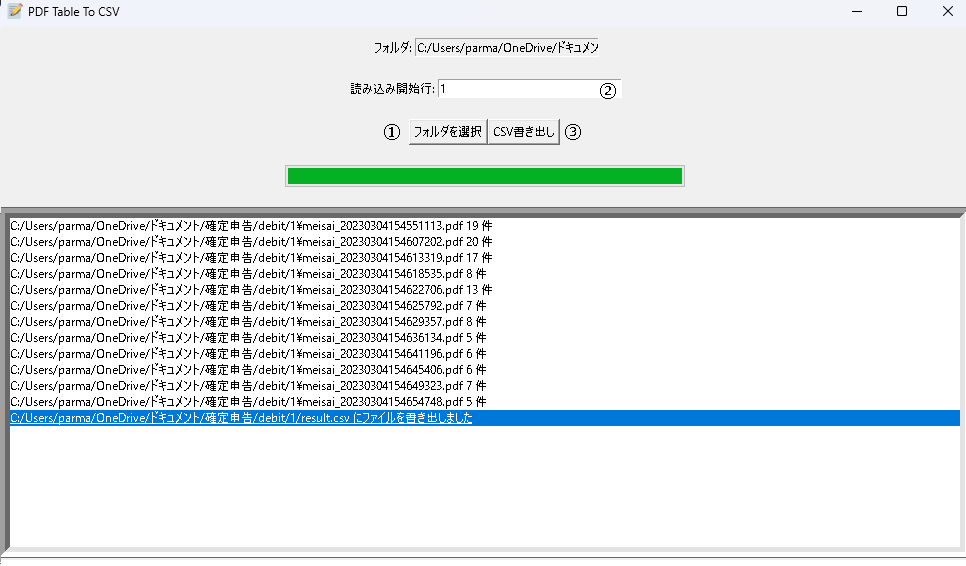 PDF Table To CSV
フォルダ: C:/Users/parma/OneDrive/ドキュメン
読み込み開始行: 1 ②
① フォルダを選択 CSV書き出し ③
C:/Users/parma/OneDrive/ドキュメント/確定申告/debit/1¥meisai_20230304154551113.pdf 19 件
C:/Users/parma/OneDrive/ドキュメント/確定申告/debit/1¥meisai_20230304154607202.pdf 20 件
C:/Users/parma/OneDrive/ドキュメント/確定申告/debit/1¥meisai_20230304154613319.pdf 17 件
C:/Users/parma/OneDrive/ドキュメント/確定申告/debit/1¥meisai_20230304154618535.pdf 8 件
C:/Users/parma/OneDrive/ドキュメント/確定申告/debit/1¥meisai_20230304154622706.pdf 13 件
C:/Users/parma/OneDrive/ドキュメント/確定申告/debit/1¥meisai_20230304154625792.pdf 7 件
C:/Users/parma/OneDrive/ドキュメント/確定申告/debit/1¥meisai_20230304154629357.pdf 8 件
C:/Users/parma/OneDrive/ドキュメント/確定申告/debit/1¥meisai_20230304154636134.pdf 5 件
C:/Users/parma/OneDrive/ドキュメント/確定申告/debit/1¥meisai_20230304154641196.pdf 6 件
C:/Users/parma/OneDrive/ドキュメント/確定申告/debit/1¥meisai_20230304154645406.pdf 6 件
C:/Users/parma/OneDrive/ドキュメント/確定申告/debit/1¥meisai_20230304154649323.pdf 7 件
C:/Users/parma/OneDrive/ドキュメント/確定申告/debit/1¥meisai_20230304154654748.pdf 5 件
C:/Users/parma/OneDrive/ドキュメント/確定申告/debit/1/result.csv にファイルを書き出しました